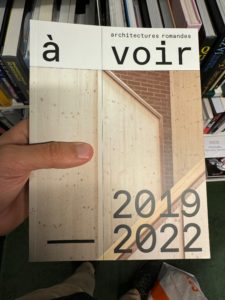 architectures romandes
à voir
2019
2022